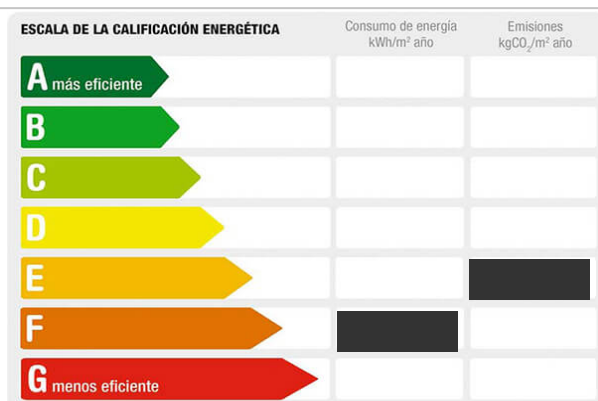 ESCALA DE LA CALIFICACIÓN ENERGÉTICA
Consumo de energía
kWh/m² año
Emisiones
kgCO₂/m² año
A más eficiente
B
C
D
E
F
G menos eficiente